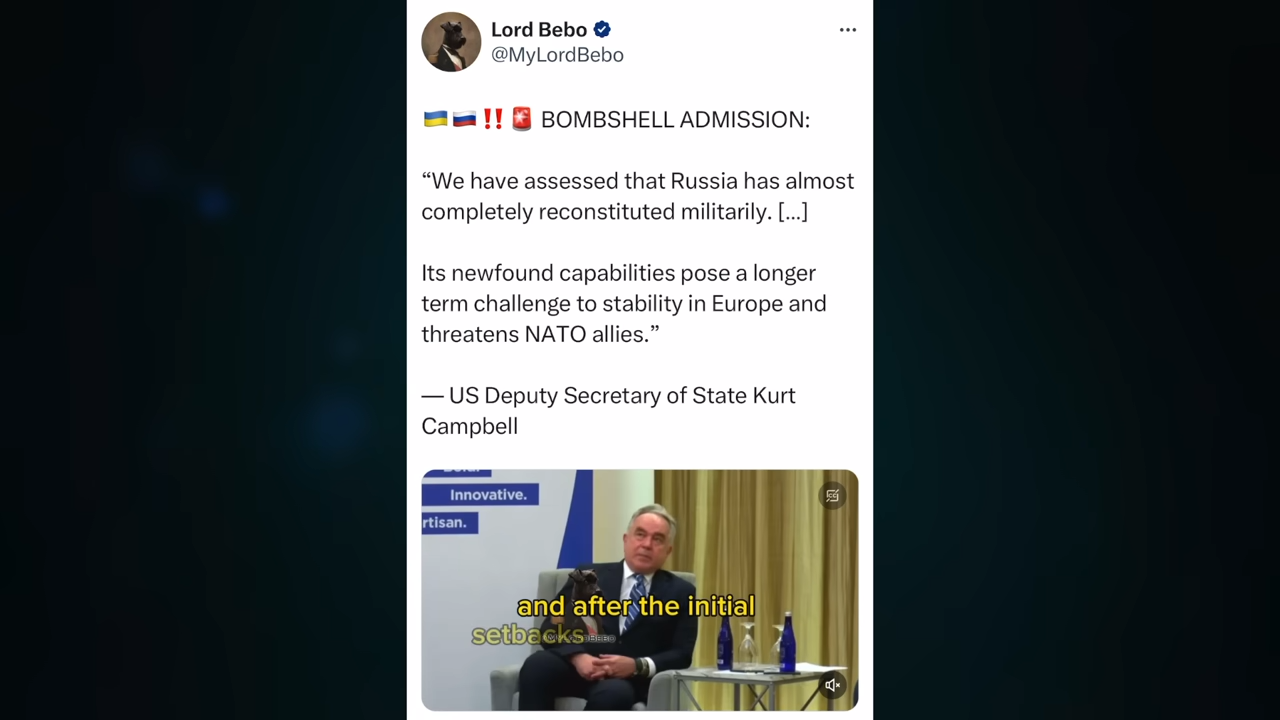 Lord Bebo
@MyLordBebo
🇺🇦🇷🇺‼️🚨 BOMBSHELL ADMISSION:
“We have assessed that Russia has almost
completely reconstituted militarily. [...]
Its newfound capabilities pose a longer
term challenge to stability in Europe and
threatens NATO allies.”
— US Deputy Secretary of State Kurt
Campbell
Innovative.
rtisan.
and after the initial
setbacks